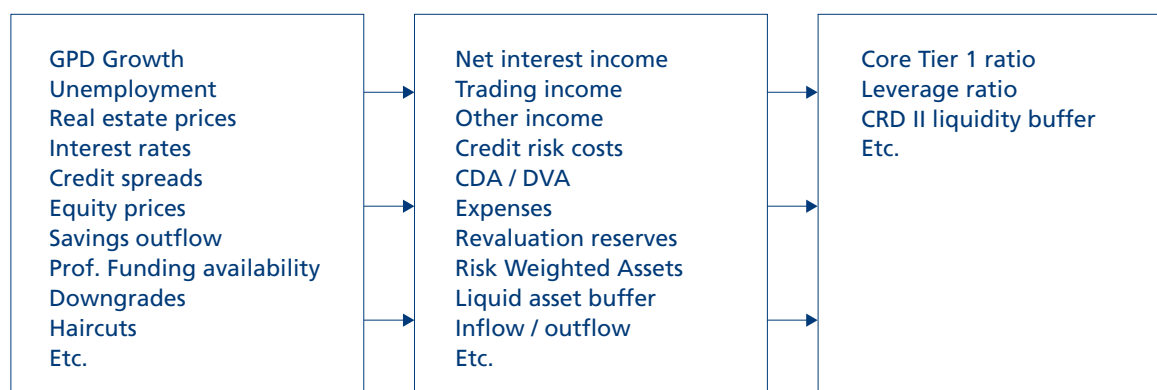 GPD Growth
Unemployment
Real estate prices
Interest rates
Credit spreads
Equity prices
Savings outflow
Prof. Funding availability
Downgrades
Haircuts
Etc.
Net interest income
Trading income
Other income
Credit risk costs
CDA / DVA
Expenses
Revaluation reserves
Risk Weighted Assets
Liquid asset buffer
Inflow / outflow
Etc.
Core Tier 1 ratio
Leverage ratio
CRD II liquidity buffer
Etc.